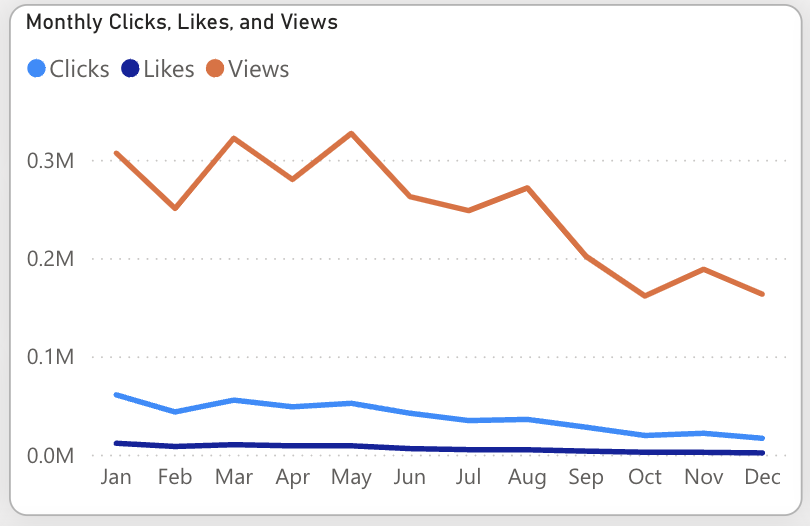 Monthly Clicks, Likes, and Views
Clicks Likes Views
0.3M
0.2M
0.1M
0.0M
Jan Feb Mar Apr May Jun Jul Aug Sep Oct Nov Dec